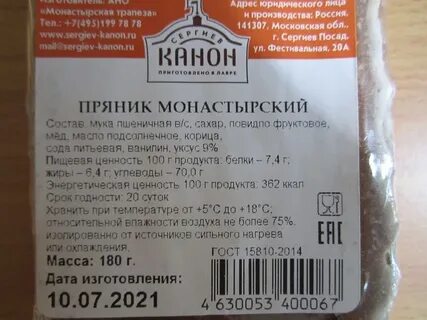 Изготовитель: АНО
«Монастырская трапеза»
т.: +7(495)199 78 78
www.sergiev-kanon.ru
mail@sergiev-kanon.ru
СЕРГИЕВ
КАНОН
ПРИГОТОВЛЕНО В ЛАВРЕ
Адрес юридического лица
и производства: Россия,
141307, Московская обл.,
г. Сергиев Посад,
ул. Фестивальная, 20А
ПРЯНИК МОНАСТЫРСКИЙ
Состав: мука пшеничная в/с, сахар, повидло фруктовое,
мёд, масло подсолнечное, корица,
сода питьевая, ванилин, уксус 9%
Пищевая ценность 100 г продукта: белки – 7,4 г;
жиры – 6,4 г; углеводы – 70,0 г
Энергетическая ценность 100 г продукта: 362 ккал
Срок годности: 20 суток
Хранить при температуре от +5°С до +18°С;
относительной влажности воздуха не более 75%,
изолированно от источников сильного нагрева
или охлаждения.
ГОСТ 15810-2014
EAC
Масса: 180 г.
Дата изготовления:
10.07.2021
4 630053 400067